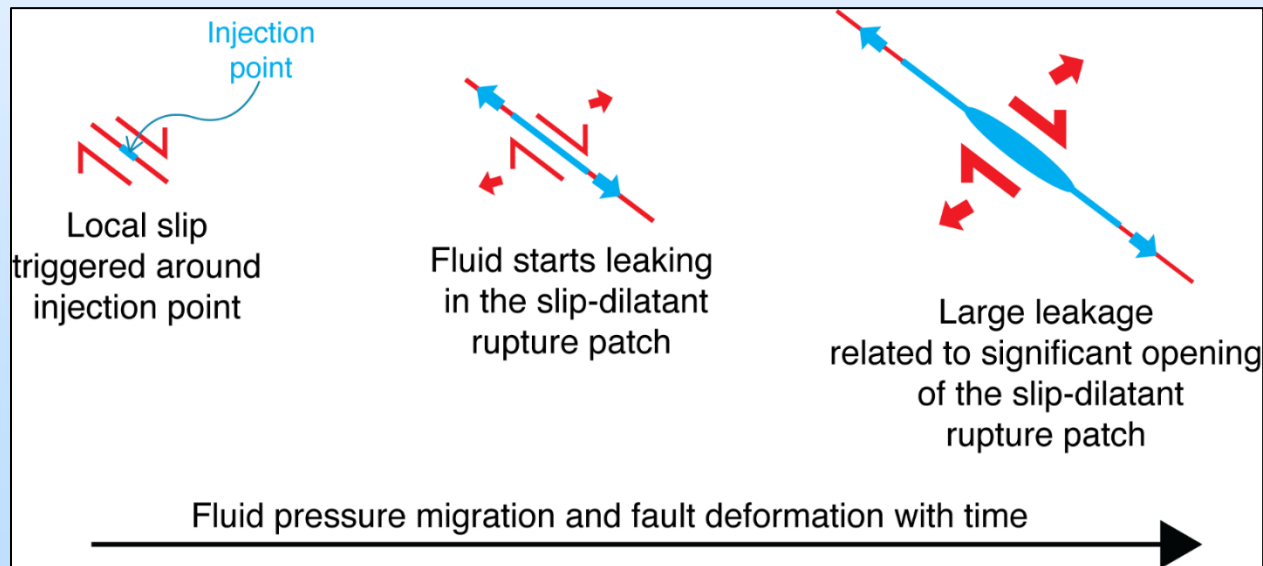 Injection
point
Local slip
triggered around
injection point
Fluid starts leaking
in the slip-dilatant
rupture patch
Large leakage
related to significant opening
of the slip-dilatant
rupture patch
Fluid pressure migration and fault deformation with time